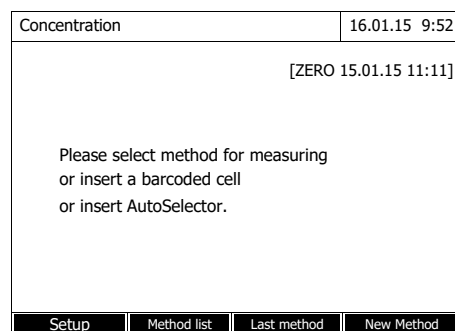 Concentration 16.01.15 9:52
[ZERO 15.01.15 11:11]
Please select method for measuring
or insert a barcoded cell
or insert AutoSelector.
Setup Method list Last method New Method